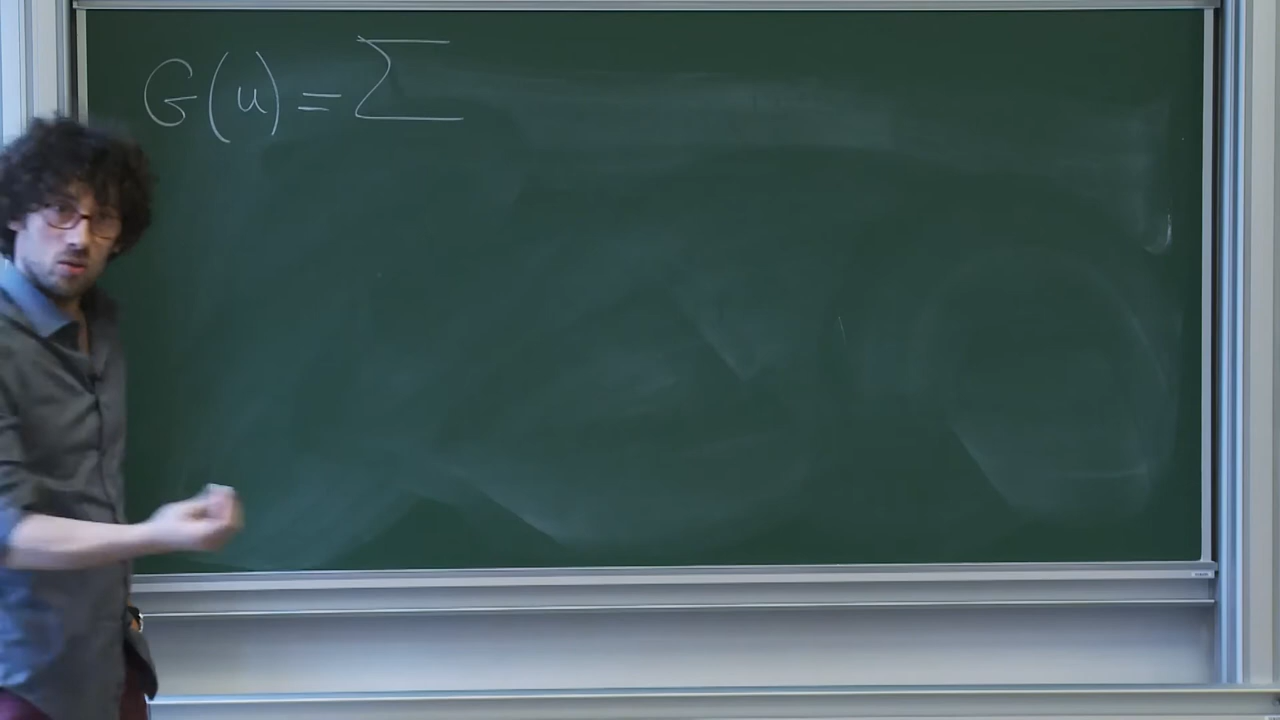 G(u) = Σ